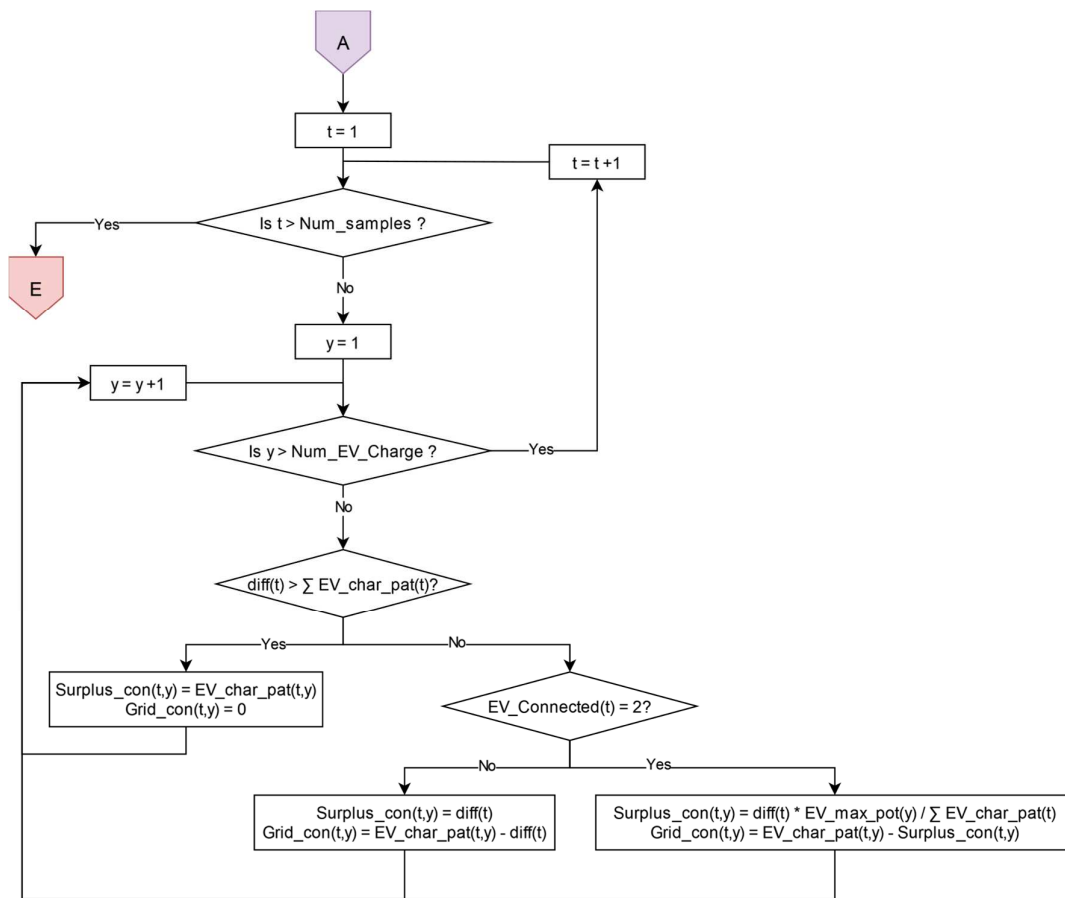 A
t = 1
t = t +1
Is t > Num_samples ?
Yes
E
No
y = 1
y = y +1
Is y > Num_EV_Charge ?
Yes
No
diff(t) > ∑ EV_char_pat(t)?
Yes
No
Surplus_con(t,y) = EV_char_pat(t,y)
Grid_con(t,y) = 0
EV_Connected(t) = 2?
No
Yes
Surplus_con(t,y) = diff(t)
Grid_con(t,y) = EV_char_pat(t,y) - diff(t)
Surplus_con(t,y) = diff(t) * EV_max_pot(y) / ∑ EV_char_pat(t)
Grid_con(t,y) = EV_char_pat(t,y) - Surplus_con(t,y)